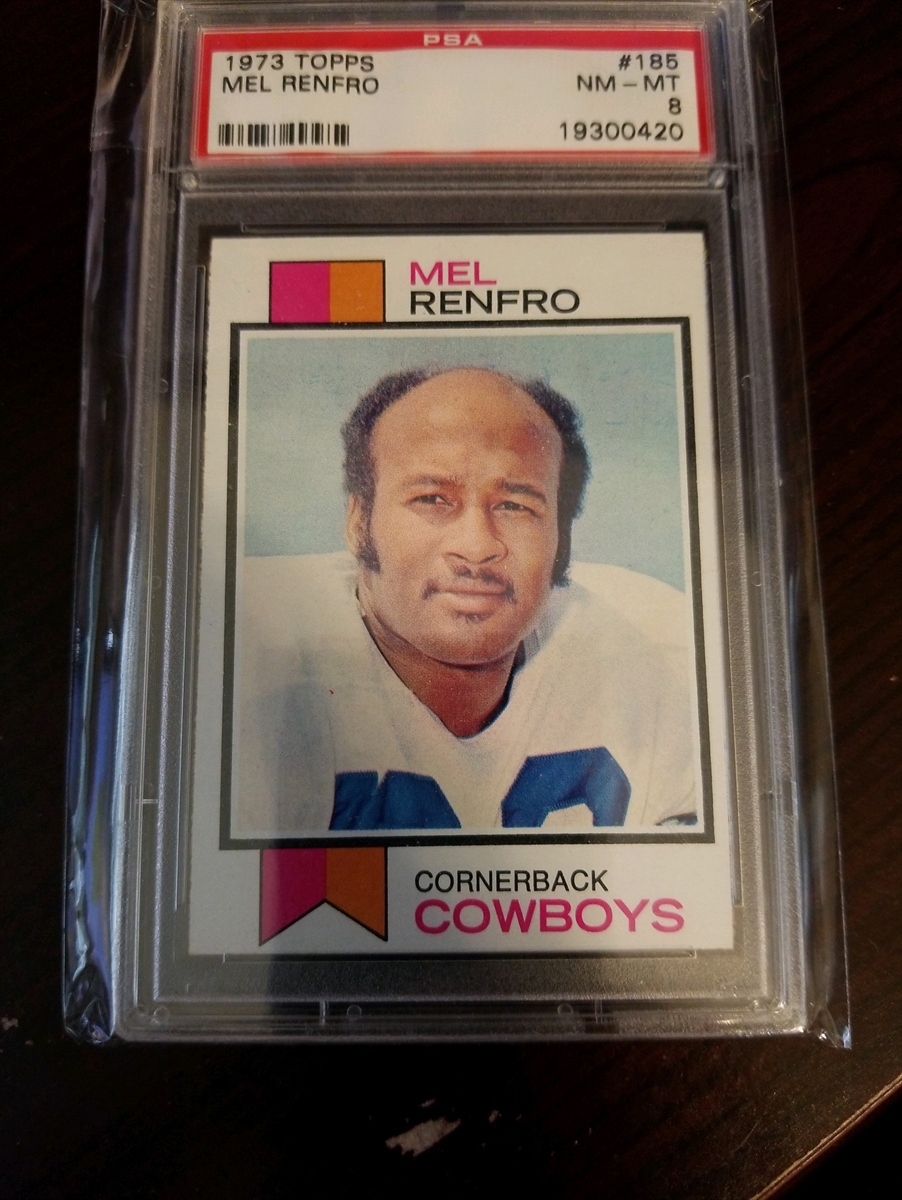 PSA
1973 TOPPS #185
MEL RENFRO NM - MT
8
19300420
MEL
RENFRO
CORNERBACK
COWBOYS